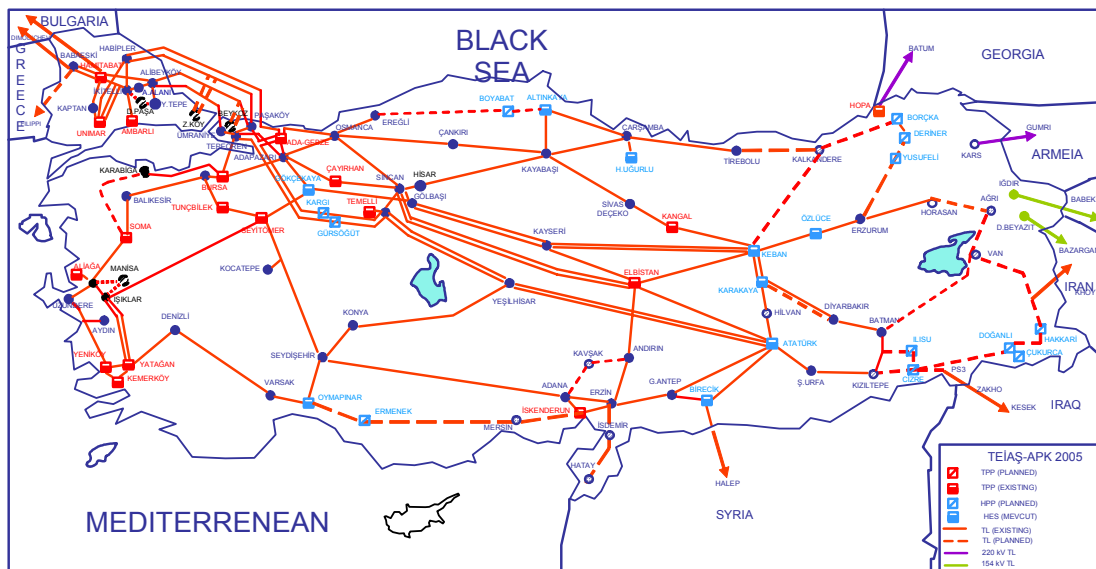 BULGARIA
BLACK
SEA
GEORGIA
BATUM
GREECE
BABAESKİ
HAMİTABAT
HABİPLER
ALİBEYKÖY
İKİTELLİ
A.ALANI
Y.TEPE
D.PAŞA
KAPTAN
UNIMAR
AMBARLI
Z.KÖY
BEYKOZ
ÜMRANİYE
PAŞAKÖY
TEPEÖREN
ADA-GEBZE
ADAPAZARI
OSMANCA
EREĞLİ
BOYABAT
ALTINKAYA
ÇANKIRI
ÇARŞAMBA
H.UĞURLU
KAYABAŞI
TİREBOLU
KALKANDERE
HOPA
BORÇKA
DERİNER
YUSUFELİ
KARS
GUMRI
ARMEIA
IĞDIR
BABEK
D.BEYAZIT
BAZARGAN
AĞRI
HORASAN
ERZURUM
ÖZLÜCE
VAN
IRAN
KHOY
KARABİGA
BURSA
BALIKESİR
TUNÇBİLEK
SOMA
SEYİTÖMER
GÖKÇEKAYA
ÇAYIRHAN
SİNCAN
HİSAR
GÖLBAŞI
KARGI
GÜRSÖĞÜT
TEMELLİ
SİVAS
DEÇEKO
KANGAL
KAYSERİ
KEBAN
ELBİSTAN
KARAKAYA
HİLVAN
DİYARBAKIR
BATMAN
ALİAĞA
MANİSA
IŞIKLAR
UZUNDERE
AYDIN
DENİZLİ
KOCATEPE
KONYA
YEŞİLHİSAR
YENİKÖY
YATAĞAN
KEMERKÖY
SEYDİŞEHİR
VARSAK
OYMAPINAR
ERMENEK
MERSIN
ADANA
KAVŞAK
ANDIRIN
ERZİN
İSKENDERUN
İSDEMİR
HATAY
G.ANTEP
BİRECİK
ATATÜRK
Ş.URFA
KIZILTEPE
ILISU
CİZRE
PS3
DOĞANLI
ÇUKURCA
HAKKARİ
ZAKHO
KESEK
IRAQ
HALEP
SYRIA
MEDITERRENEAN
TEİAŞ-APK 2005
TPP (PLANNED)
TPP (EXISTING)
HPP (PLANNED)
HES (MEVCUT)
TL (EXISTING)
TL (PLANNED)
220 kV TL
154 kV TL